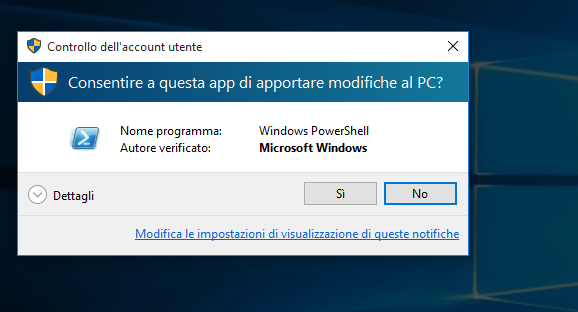 Controllo dell'account utente
Consentire a questa app di apportare modifiche al PC?
Nome programma: Windows PowerShell
Autore verificato: Microsoft Windows
Dettagli
Sì
No
Modifica le impostazioni di visualizzazione di queste notifiche